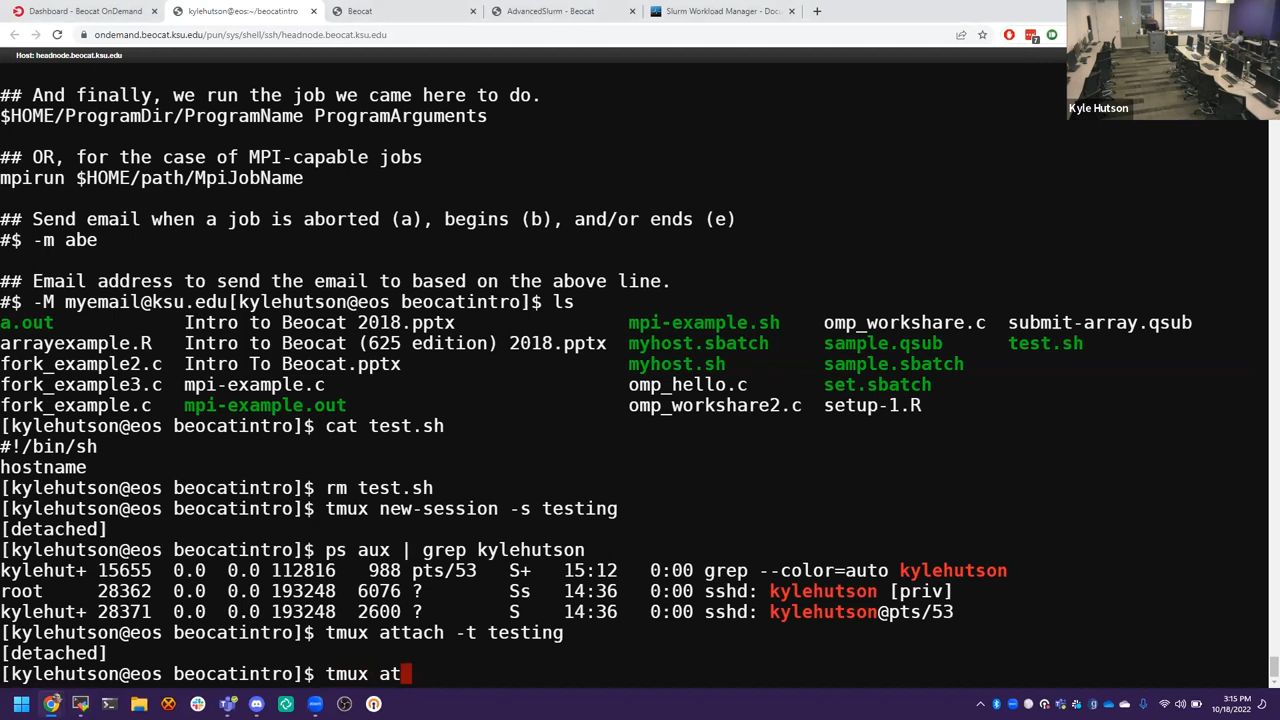 Dashboard - Beocat OnDemand
kylehutson@eos:~/beocatintro
Beocat
AdvancedSlurm - Beocat
Slurm Workload Manager - Docu
ondemand.beocat.ksu.edu/pun/sys/shell/ssh/headnode.beocat.ksu.edu
Host: headnode.beocat.ksu.edu
Kyle Hutson
## And finally, we run the job we came here to do.
$HOME/ProgramDir/ProgramName ProgramArguments
## OR, for the case of MPI-capable jobs
mpirun $HOME/path/MpiJobName
## Send email when a job is aborted (a), begins (b), and/or ends (e)
#$ -m abe
## Email address to send the email to based on the above line.
#$ -M myemail@ksu.edu[kylehutson@eos beocatintro]$ ls
a.out Intro to Beocat 2018.pptx mpi-example.sh omp_workshare.c submit-array.qsub
arrayexample.R Intro to Beocat (625 edition) 2018.pptx myhost.sbatch sample.qsub test.sh
fork_example2.c Intro To Beocat.pptx myhost.sh sample.sbatch
fork_example3.c mpi-example.c omp_hello.c set.sbatch
fork_example.c mpi-example.out omp_workshare2.c setup-1.R
[kylehutson@eos beocatintro]$ cat test.sh
#!/bin/sh
hostname
[kylehutson@eos beocatintro]$ rm test.sh
[kylehutson@eos beocatintro]$ tmux new-session -s testing
[detached]
[kylehutson@eos beocatintro]$ ps aux | grep kylehutson
kylehut+ 15655 0.0 0.0 112816 988 pts/53 S+ 15:12 0:00 grep --color=auto kylehutson
root 28362 0.0 0.0 193248 6076 ? Ss 14:36 0:00 sshd: kylehutson [priv]
kylehut+ 28371 0.0 0.0 193248 2600 ? S 14:36 0:00 sshd: kylehutson@pts/53
[kylehutson@eos beocatintro]$ tmux attach -t testing
[detached]
[kylehutson@eos beocatintro]$ tmux at
3:15 PM
10/18/2022